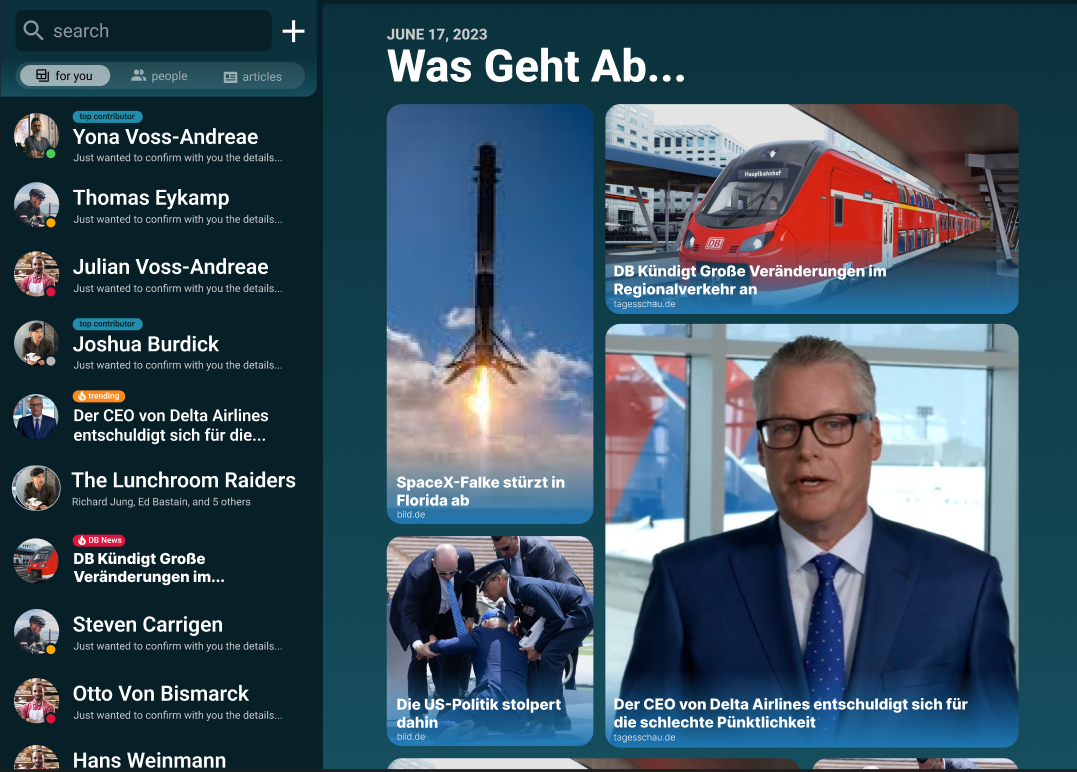 search
for you
people
articles
top contributor
Yona Voss-Andreae
Just wanted to confirm with you the details...
Thomas Eykamp
Just wanted to confirm with you the details...
Julian Voss-Andreae
Just wanted to confirm with you the details...
top contributor
Joshua Burdick
Just wanted to confirm with you the details...
trending
Der CEO von Delta Airlines
entschuldigt sich für die...
The Lunchroom Raiders
Richard Jung, Ed Bastain, and 5 others
DB News
DB Kündigt Große
Veränderungen im...
Steven Carrigen
Just wanted to confirm with you the details...
Otto Von Bismarck
Just wanted to confirm with you the details...
Hans Weinmann
JUNE 17, 2023
Was Geht Ab...
SpaceX-Falke stürzt in
Florida ab
bild.de
Hauptbahnhof
DB
DB Kündigt Große Veränderungen im
Regionalverkehr an
tagesschau.de
Die US-Politik stolpert
dahin
bild.de
Der CEO von Delta Airlines entschuldigt sich für
die schlechte Pünktlichkeit
tagesschau.de